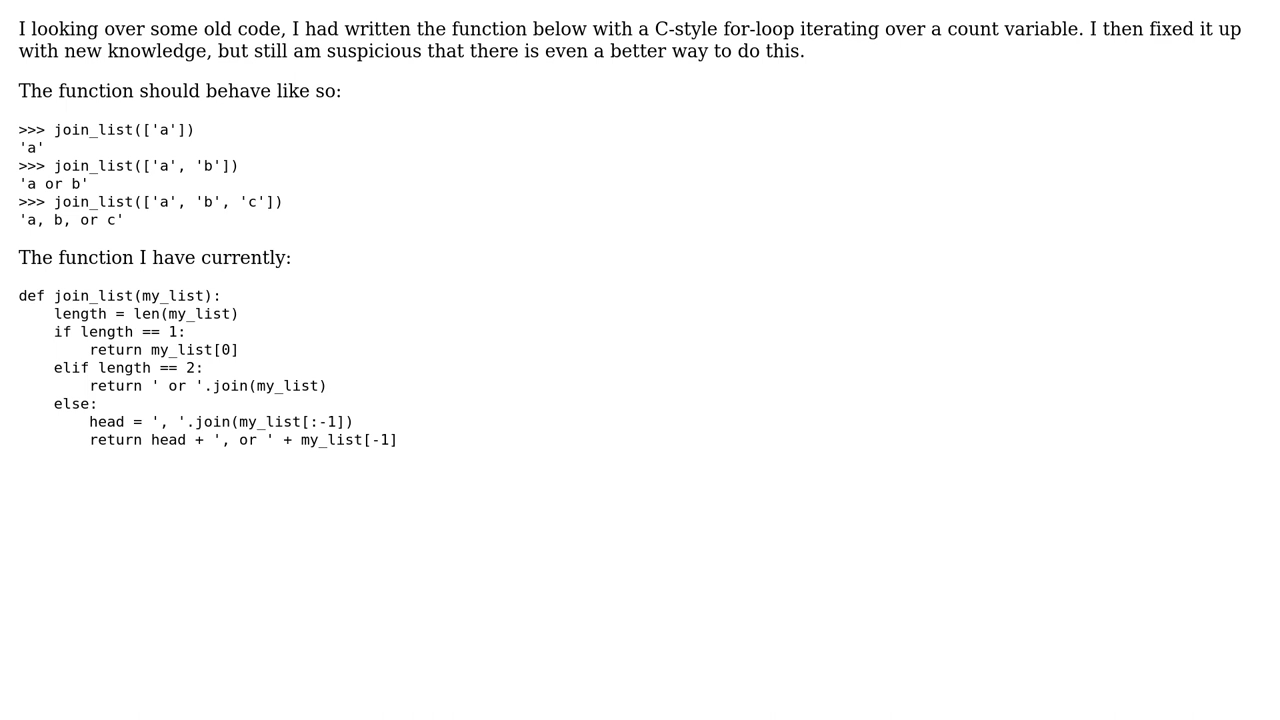 I looking over some old code, I had written the function below with a C-style for-loop iterating over a count variable. I then fixed it up
with new knowledge, but still am suspicious that there is even a better way to do this.
The function should behave like so:
>>> join_list(['a'])
'a'
>>> join_list(['a', 'b'])
'a or b'
>>> join_list(['a', 'b', 'c'])
'a, b, or c'
The function I have currently:
def join_list(my_list):
    length = len(my_list)
    if length == 1:
        return my_list[0]
    elif length == 2:
        return ' or '.join(my_list)
    else:
        head = ', '.join(my_list[:-1])
        return head + ', or ' + my_list[-1]